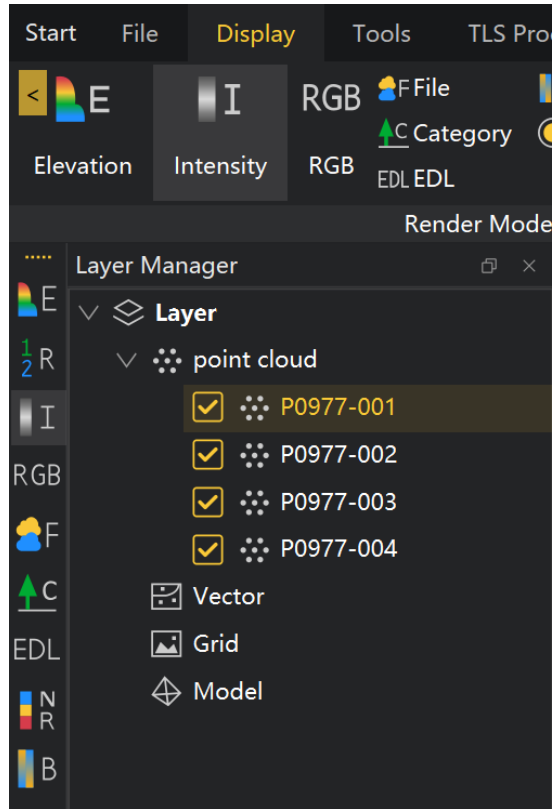 Start File Display Tools TLS Pro
< E I RGB F File
C Category
Elevation Intensity RGB EDL EDL
Render Mode
Layer Manager
E
Layer
1 2 R
point cloud
I
P0977-001
P0977-002
RGB
P0977-003
F
P0977-004
C
Vector
EDL
Grid
N R
Model
B